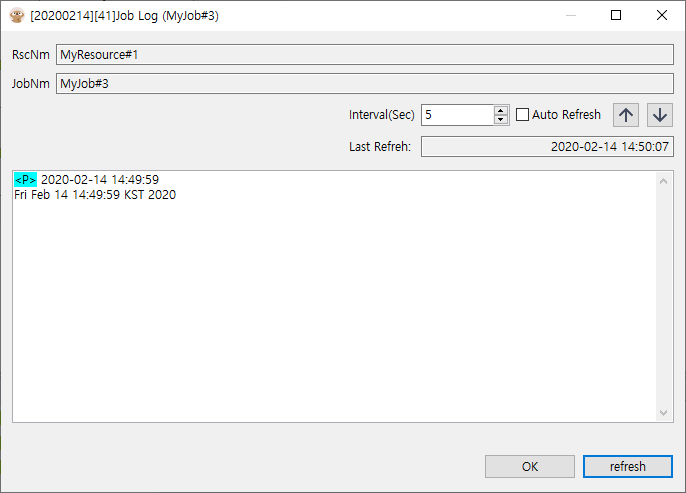 [20200214][41]Job Log (MyJob#3)
RscNm MyResource#1
JobNm MyJob#3
Interval(Sec) 5 Auto Refresh
Last Refreh: 2020-02-14 14:50:07
<P> 2020-02-14 14:49:59
Fri Feb 14 14:49:59 KST 2020
OK refresh